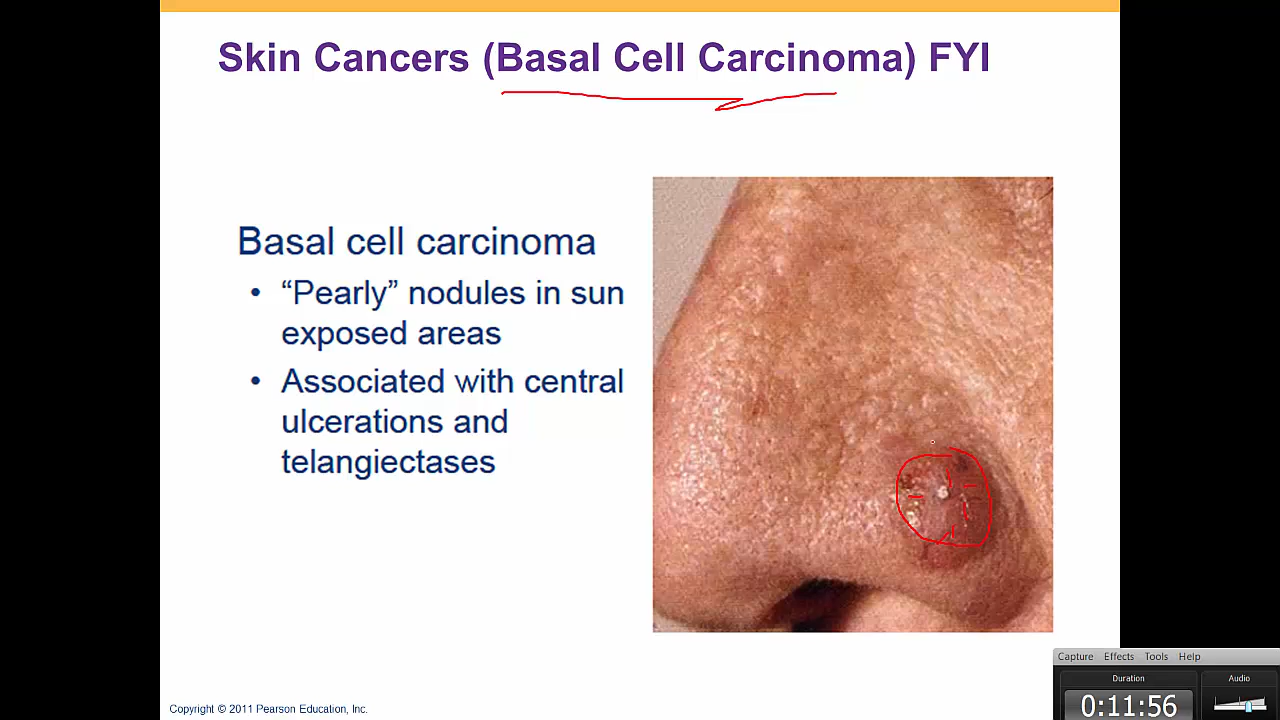 Skin Cancers (Basal Cell Carcinoma) FYI
Basal cell carcinoma
• “Pearly” nodules in sun
exposed areas
• Associated with central
ulcerations and
telangiectases
Copyright © 2011 Pearson Education, Inc.
Capture Effects Tools Help
Duration Audio
0:11:56